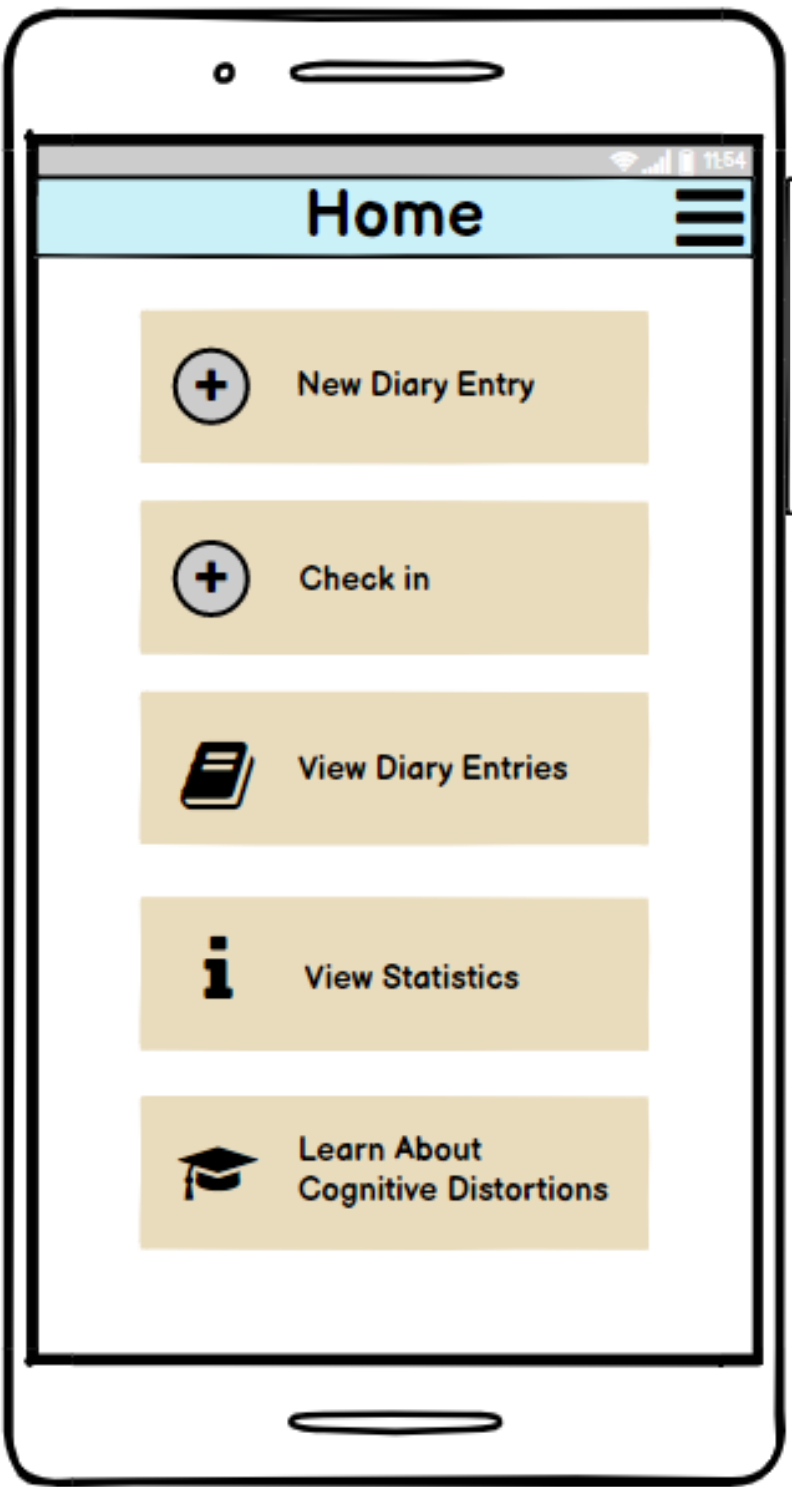 11:54
Home
New Diary Entry
Check in
View Diary Entries
View Statistics
Learn About
Cognitive Distortions